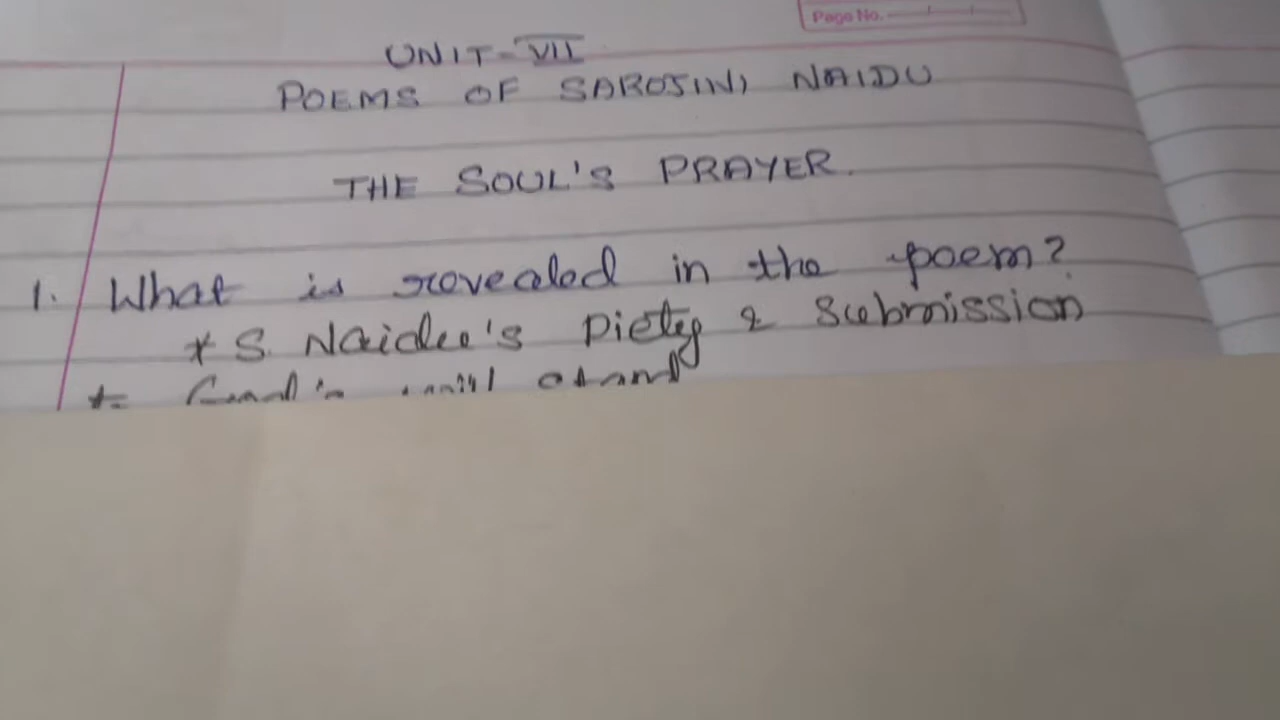 Page No.
UNIT-VII
POEMS OF SAROJINI NAIDU
THE SOUL'S PRAYER.
1. What is revealed in the poem?
* S. Naidu's Piety & Submission